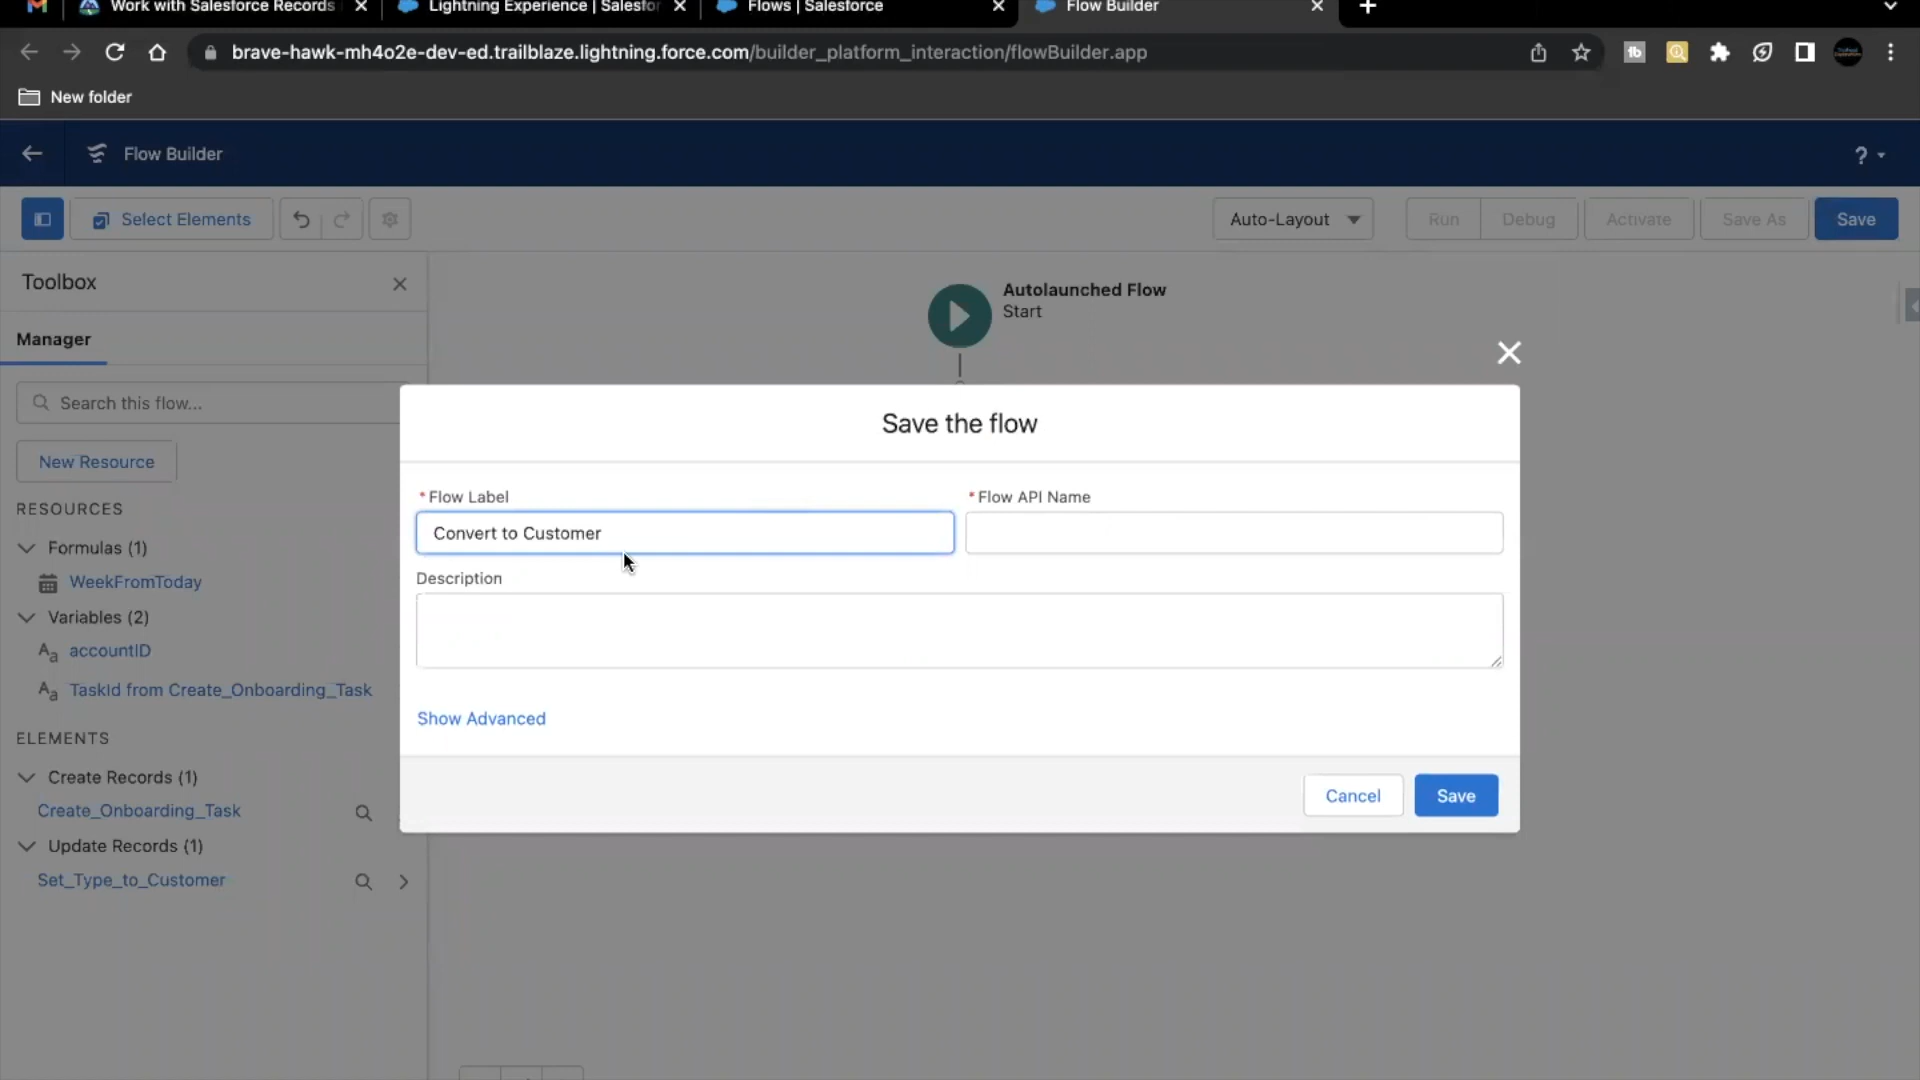 Work with Salesforce Records
Lightning Experience | Salesfor
Flows | Salesforce
Flow Builder
brave-hawk-mh4o2e-dev-ed.trailblaze.lightning.force.com/builder_platform_interaction/flowBuilder.app
New folder
Flow Builder
?
Select Elements
Auto-Layout
Run
Debug
Activate
Save As
Save
Toolbox
Autolaunched Flow
Start
Manager
Search this flow...
New Resource
RESOURCES
Formulas (1)
WeekFromToday
Variables (2)
Aa accountID
Aa TaskId from Create_Onboarding_Task
ELEMENTS
Create Records (1)
Create_Onboarding_Task
Update Records (1)
Set_Type_to_Customer
Save the flow
*Flow Label
*Flow API Name
Convert to Customer
Description
Show Advanced
Cancel
Save